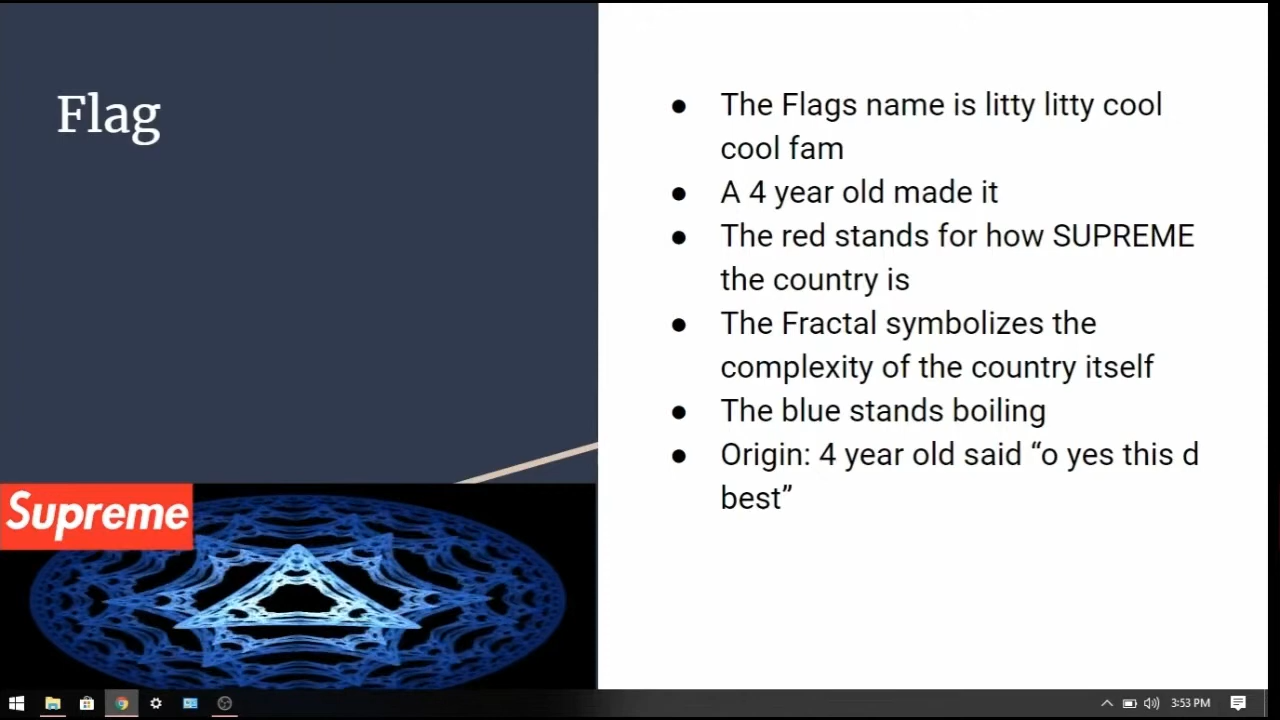 Flag
● The Flags name is litty litty cool
cool fam
● A 4 year old made it
● The red stands for how SUPREME
the country is
● The Fractal symbolizes the
complexity of the country itself
● The blue stands boiling
● Origin: 4 year old said “o yes this d
best”
Supreme
3:53 PM